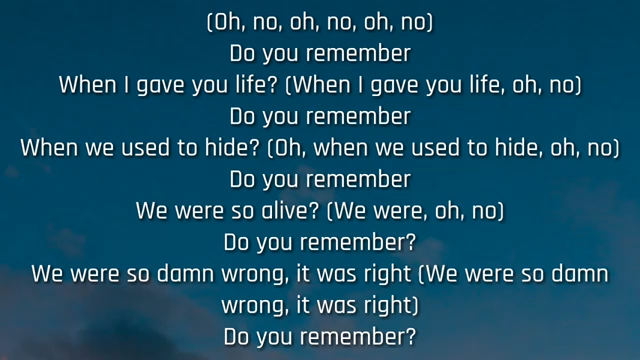 (Oh, no, oh, no, oh, no)
Do you remember
When I gave you life? (When I gave you life, oh, no)
Do you remember
When we used to hide? (Oh, when we used to hide, oh, no)
Do you remember
We were so alive? (We were, oh, no)
Do you remember?
We were so damn wrong, it was right (We were so damn
wrong, it was right)
Do you remember?